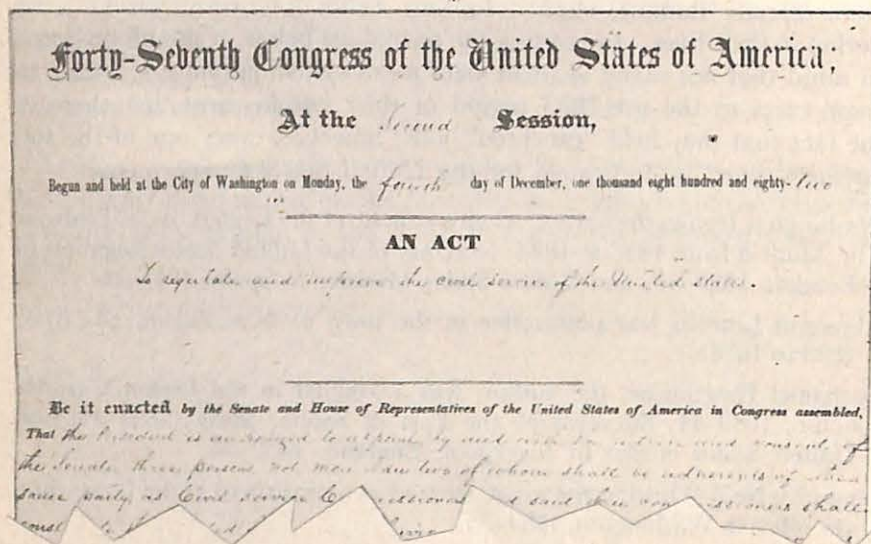 Forty-Seventh Congress of the United States of America;
At the Second Session,
Begun and held at the City of Washington on Monday, the fourth day of December, one thousand eight hundred and eighty-two
AN ACT
To regulate and improve the civil service of the United States.
Be it enacted by the Senate and House of Representatives of the United States of America in Congress assembled,
That the President is authorized to appoint, by and with the advice and consent of
the Senate, three persons, not more than two of whom shall be adherents of the
same party, as Civil Service Commissioners, and said three commissioners shall